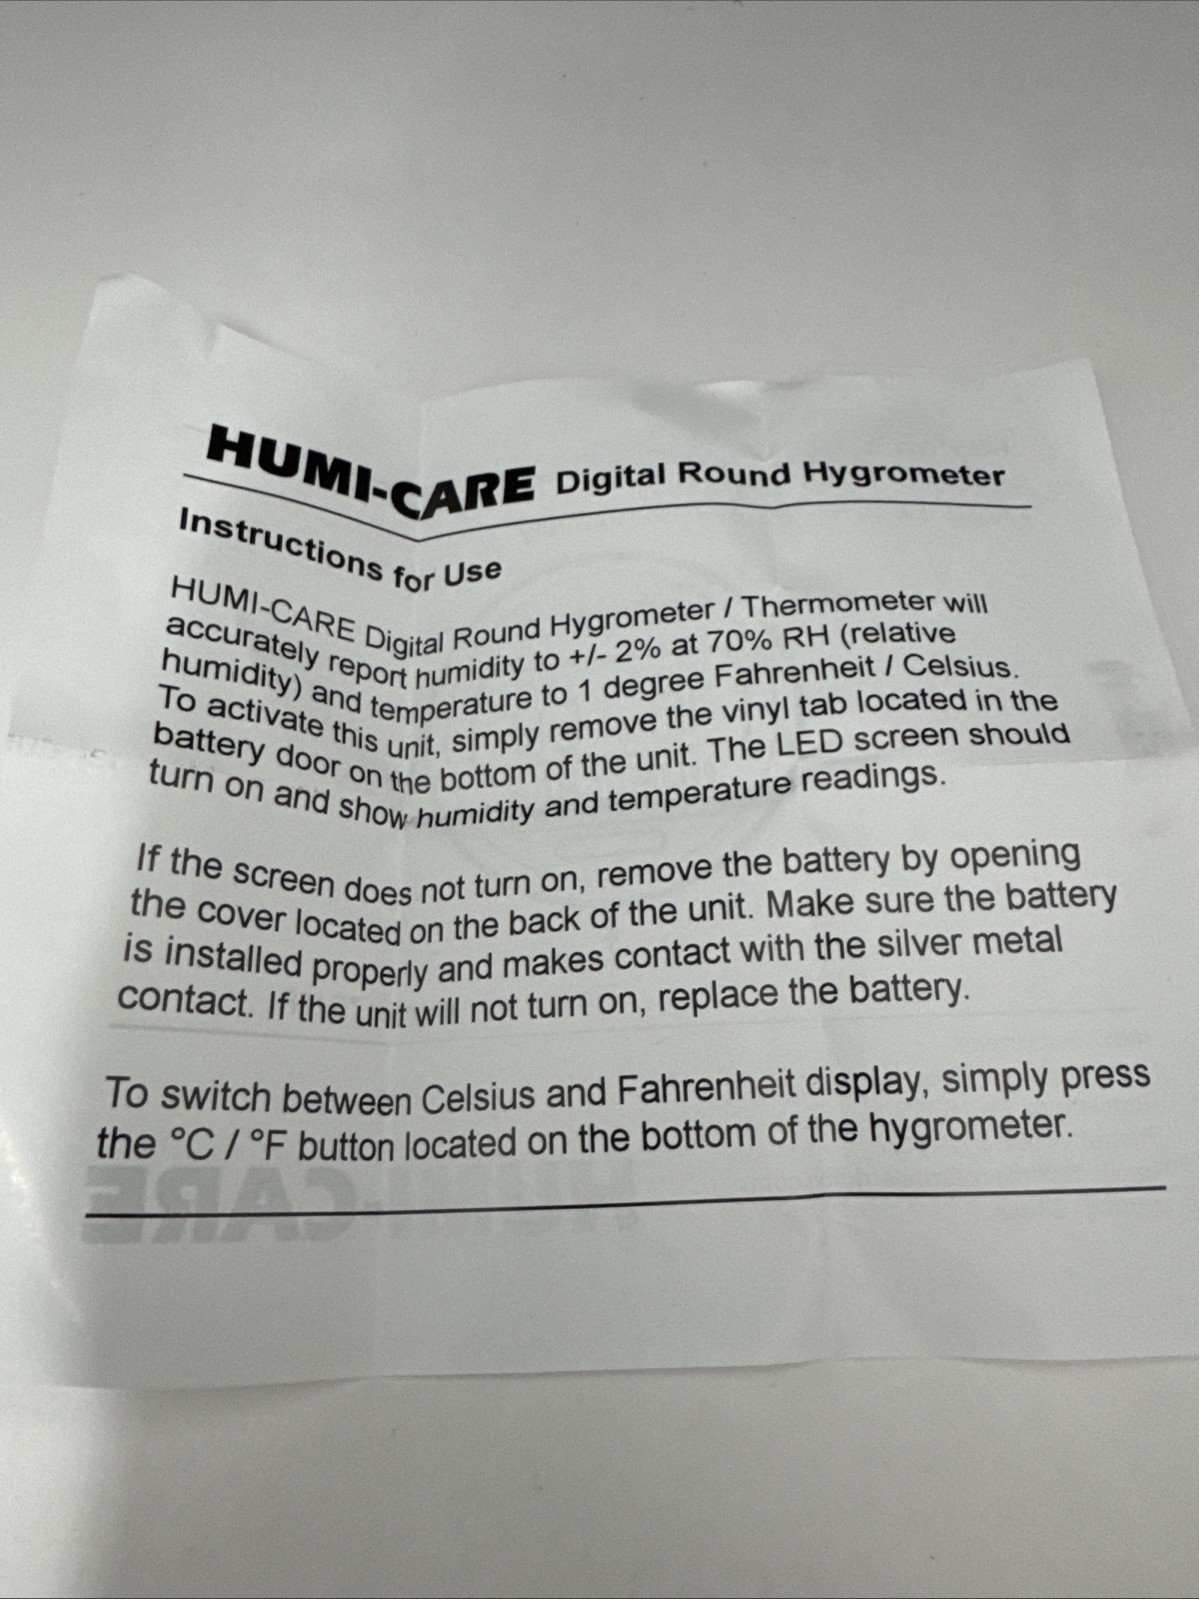 HUMI-CARE Digital Round Hygrometer
Instructions for Use
HUMI-CARE Digital Round Hygrometer / Thermometer will
accurately report humidity to +/- 2% at 70% RH (relative
humidity) and temperature to 1 degree Fahrenheit / Celsius.
To activate this unit, simply remove the vinyl tab located in the
battery door on the bottom of the unit. The LED screen should
turn on and show humidity and temperature readings.
If the screen does not turn on, remove the battery by opening
the cover located on the back of the unit. Make sure the battery
is installed properly and makes contact with the silver metal
contact. If the unit will not turn on, replace the battery.
To switch between Celsius and Fahrenheit display, simply press
the °C / °F button located on the bottom of the hygrometer.
HUMI-CARE